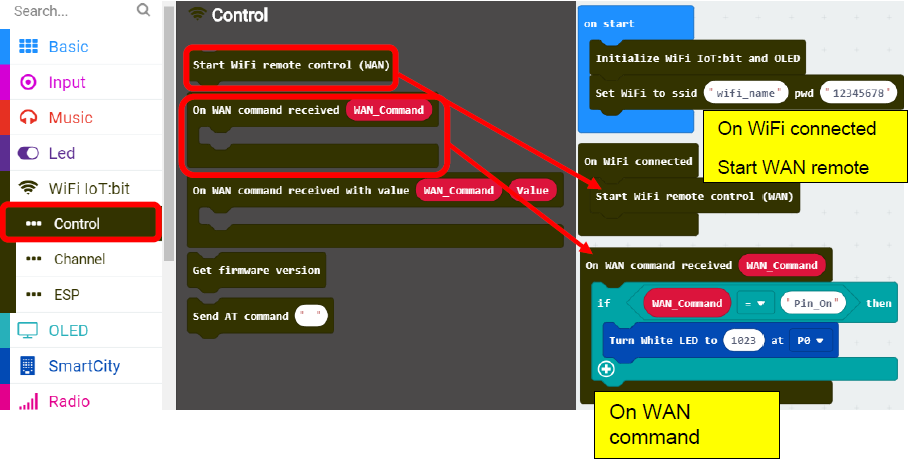 Search...
Basic
Input
Music
Led
WiFi IoT:bit
Control
Channel
ESP
OLED
SmartCity
Radio
Control
Start WiFi remote control (WAN)
On WAN command received WAN_Command
On WAN command received with value WAN_Command Value
Get firmware version
Send AT command " "
on start
Initialize WiFi IoT:bit and OLED
Set WiFi to ssid "wifi_name" pwd "12345678"
On WiFi connected
Start WAN remote
On WiFi connected
Start WiFi remote control (WAN)
On WAN command received WAN_Command
if WAN_Command = "Pin_On" then
Turn White LED to 1023 at P0
On WAN
command